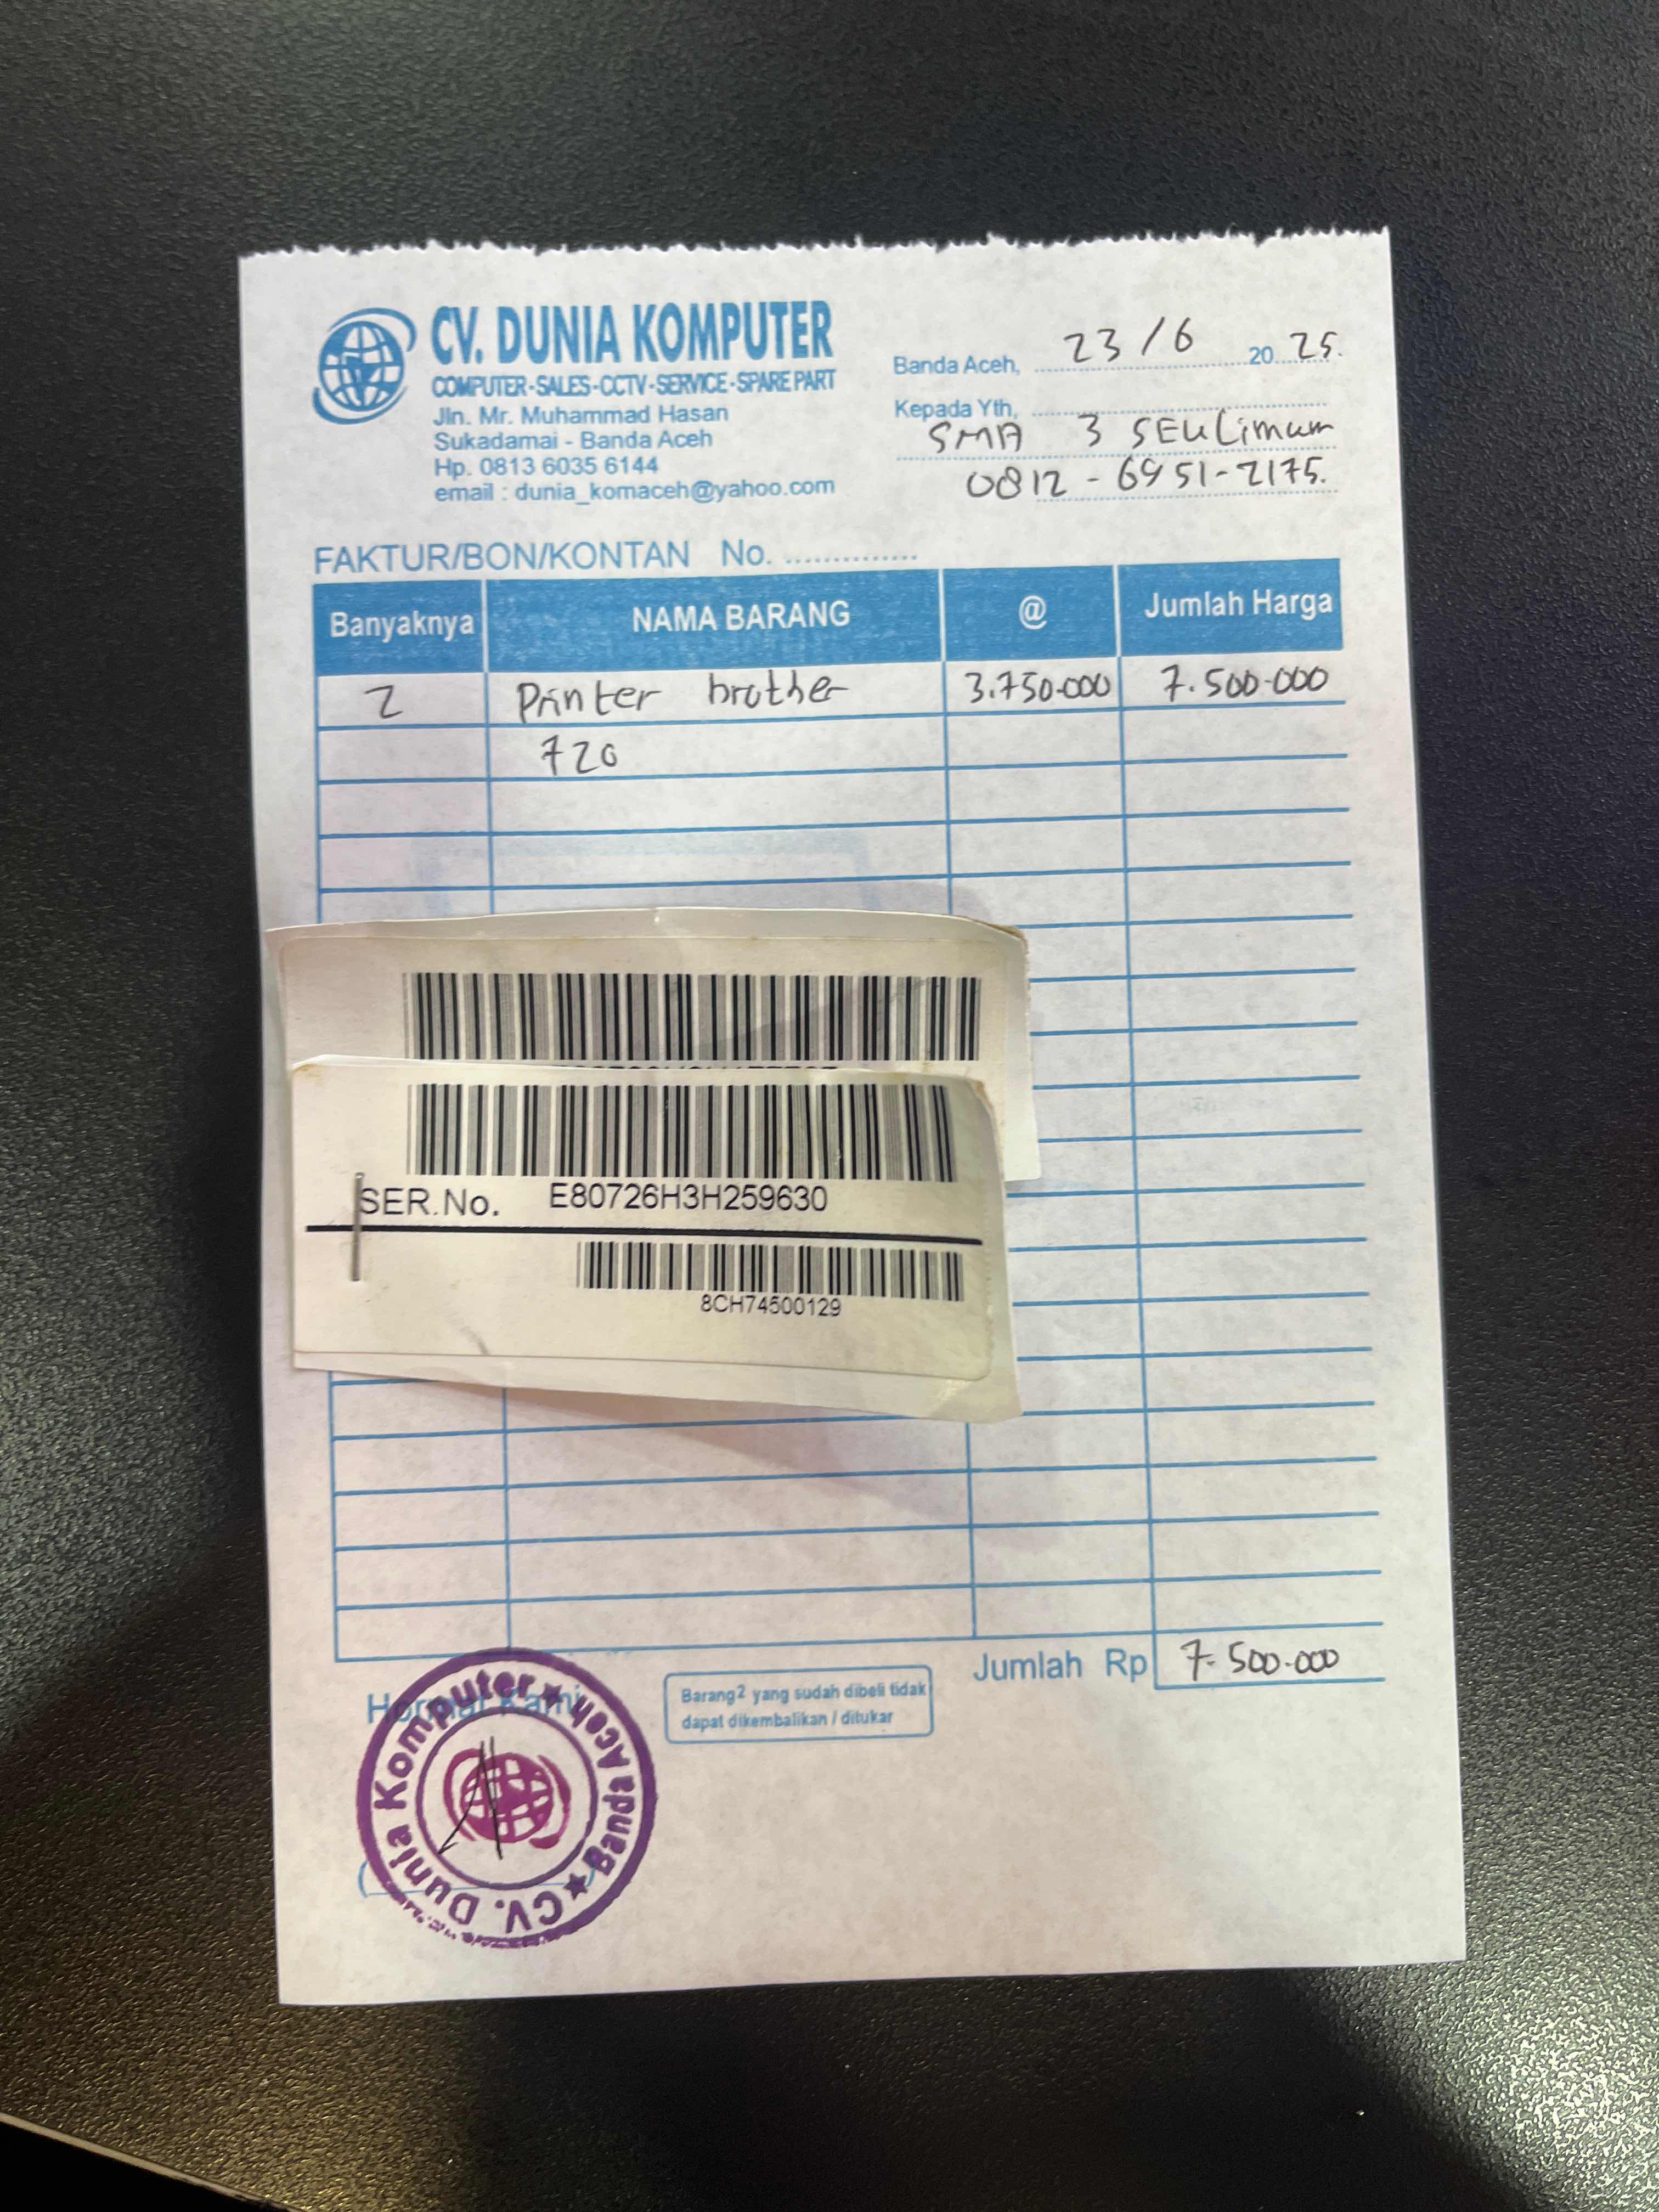 CV. DUNIA KOMPUTER
COMPUTER-SALES-CCTV-SERVICE-SPARE PART
Jln. Mr. Muhammad Hasan
Sukadamai - Banda Aceh
Hp. 0813 6035 6144
email : dunia_komaceh@yahoo.com
Banda Aceh, 23/6 2025.
Kepada Yth,
SMA 3 SEULimum
0812-6951-2175.
FAKTUR/BON/KONTAN No. ..............
Banyaknya NAMA BARANG @ Jumlah Harga
2 Printer brother 3.750.000 7.500.000
720
SER.No. E80726H3H259630
8CH74500129
Jumlah Rp 7.500.000
Hormat Kami
Barang2 yang sudah dibeli tidak
dapat dikembalikan / ditukar
CV. Dunia Komputer ★ Banda Aceh ★